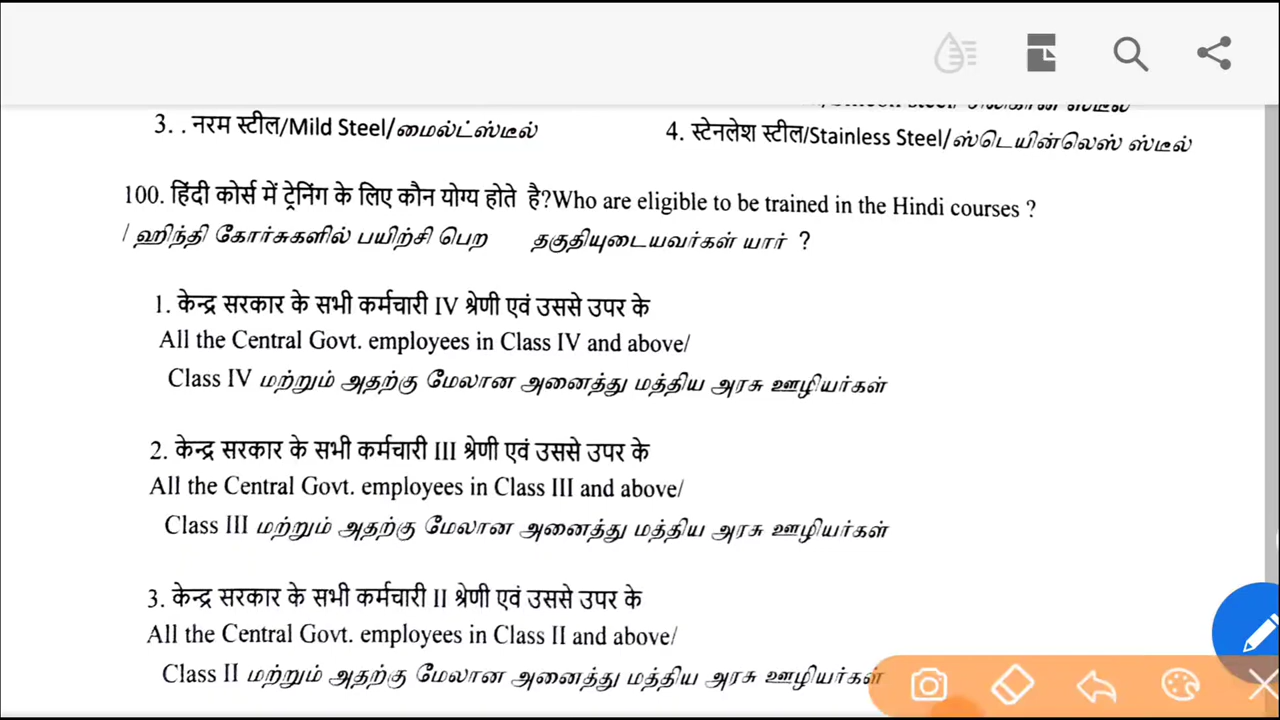 3. . नरम स्टील/Mild Steel/மைல்ட்ஸ்டீல்
4. स्टेनलेश स्टील/Stainless Steel/ஸ்டெயின்லெஸ் ஸ்டீல்
100. हिंदी कोर्स में ट्रेनिंग के लिए कौन योग्य होते है?Who are eligible to be trained in the Hindi courses ?
/ ஹிந்தி கோர்சுகளில் பயிற்சி பெற தகுதியுடையவர்கள் யார் ?
1. केन्द्र सरकार के सभी कर्मचारी IV श्रेणी एवं उससे उपर के
All the Central Govt. employees in Class IV and above/
Class IV மற்றும் அதற்கு மேலான அனைத்து மத்திய அரசு ஊழியர்கள்
2. केन्द्र सरकार के सभी कर्मचारी III श्रेणी एवं उससे उपर के
All the Central Govt. employees in Class III and above/
Class III மற்றும் அதற்கு மேலான அனைத்து மத்திய அரசு ஊழியர்கள்
3. केन्द्र सरकार के सभी कर्मचारी II श्रेणी एवं उससे उपर के
All the Central Govt. employees in Class II and above/
Class II மற்றும் அதற்கு மேலான அனைத்து மத்திய அரசு ஊழியர்கள்